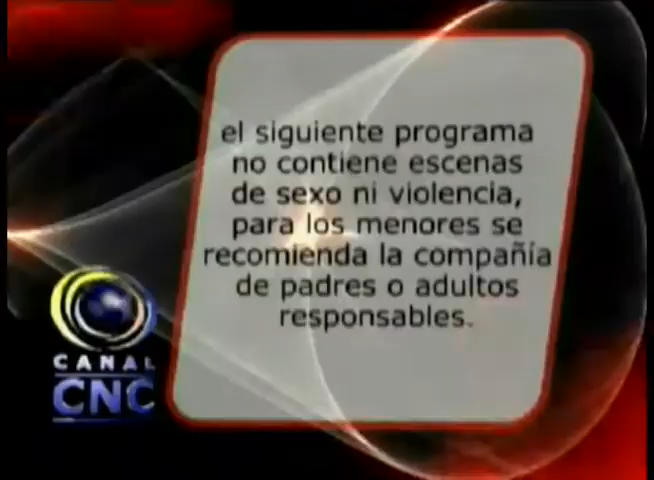 el siguiente programa
no contiene escenas
de sexo ni violencia,
para los menores se
recomienda la compañía
de padres o adultos
responsables.
CANAL
CNC